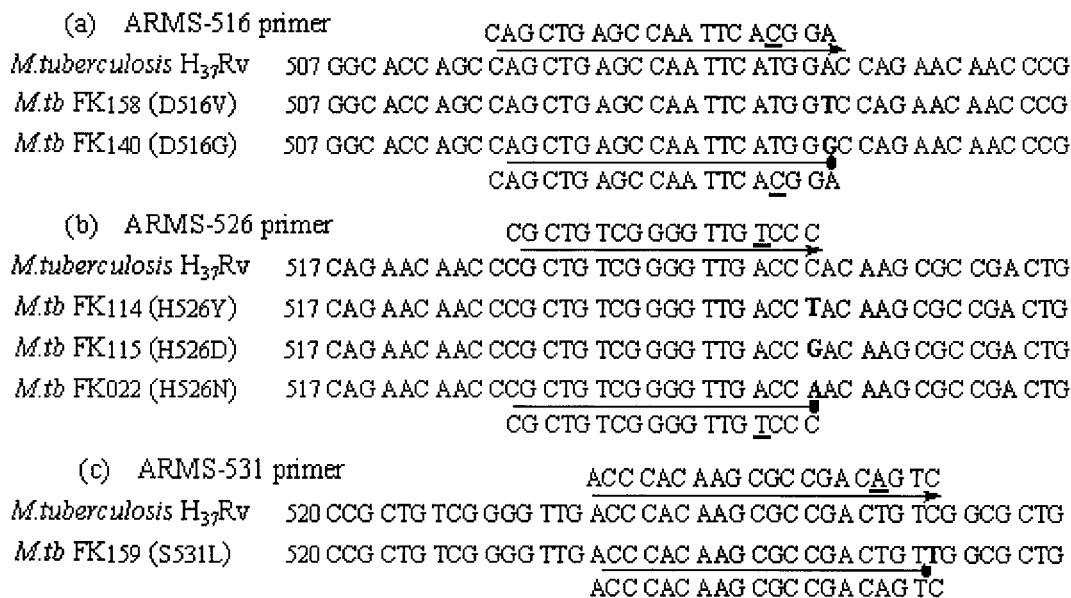 (a) ARMS-516 primer
CAG CTG AGC CAA TTC ACG GA
M.tuberculosis H37Rv 507 GGC ACC AGC CAG CTG AGC CAA TTC ATG GAC CAG AAC AAC CCG
M.tb FK158 (D516V) 507 GGC ACC AGC CAG CTG AGC CAA TTC ATG GTC CAG AAC AAC CCG
M.tb FK140 (D516G) 507 GGC ACC AGC CAG CTG AGC CAA TTC ATG GGC CAG AAC AAC CCG
CAG CTG AGC CAA TTC ACG GA
(b) ARMS-526 primer
CG CTG TCG GGG TTG TCC C
M.tuberculosis H37Rv 517 CAG AAC AAC CCG CTG TCG GGG TTG ACC CAC AAG CGC CGA CTG
M.tb FK114 (H526Y) 517 CAG AAC AAC CCG CTG TCG GGG TTG ACC TAC AAG CGC CGA CTG
M.tb FK115 (H526D) 517 CAG AAC AAC CCG CTG TCG GGG TTG ACC GAC AAG CGC CGA CTG
M.tb FK022 (H526N) 517 CAG AAC AAC CCG CTG TCG GGG TTG ACC AAC AAG CGC CGA CTG
CG CTG TCG GGG TTG TCC C
(c) ARMS-531 primer
ACC CAC AAG CGC CGA CAG TC
M.tuberculosis H37Rv 520 CCG CTG TCG GGG TTG ACC CAC AAG CGC CGA CTG TCG GCG CTG
M.tb FK159 (S531L) 520 CCG CTG TCG GGG TTG ACC CAC AAG CGC CGA CTG TTG GCG CTG
ACC CAC AAG CGC CGA CAG TC